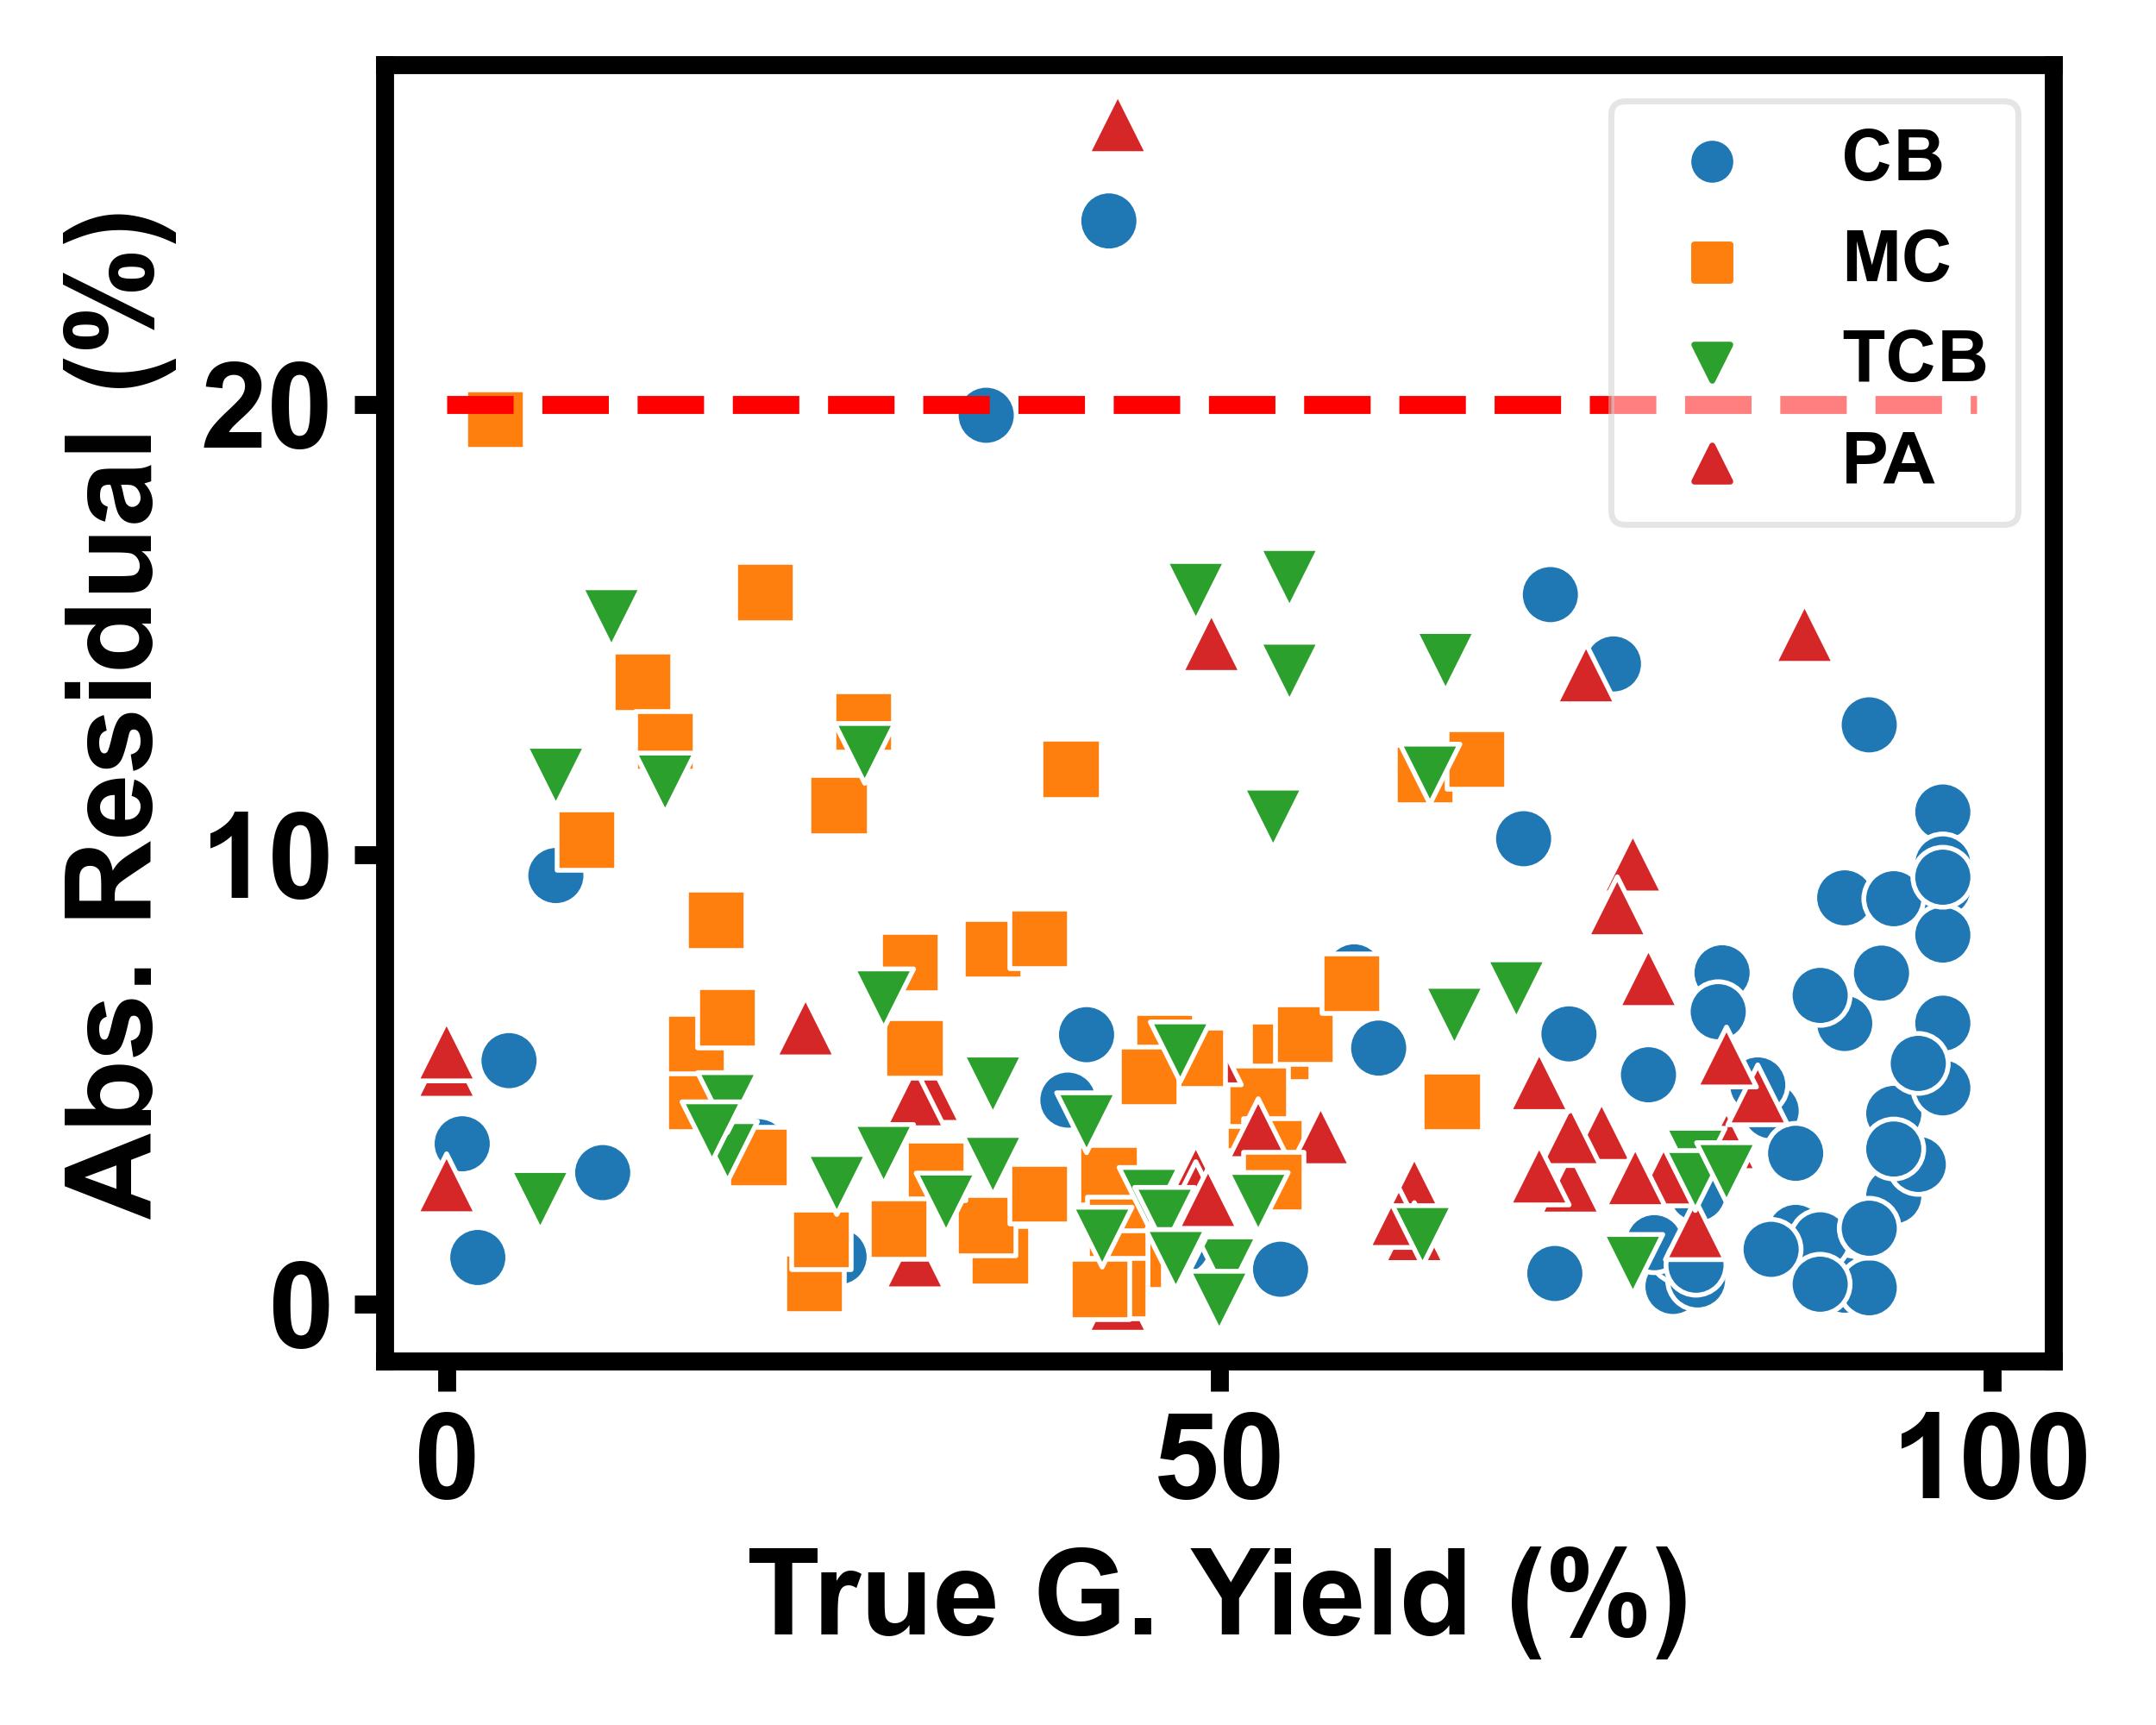 CB
MC
TCB
PA
Abs. Residual (%)
20
10
0
0 50 100
True G. Yield (%)